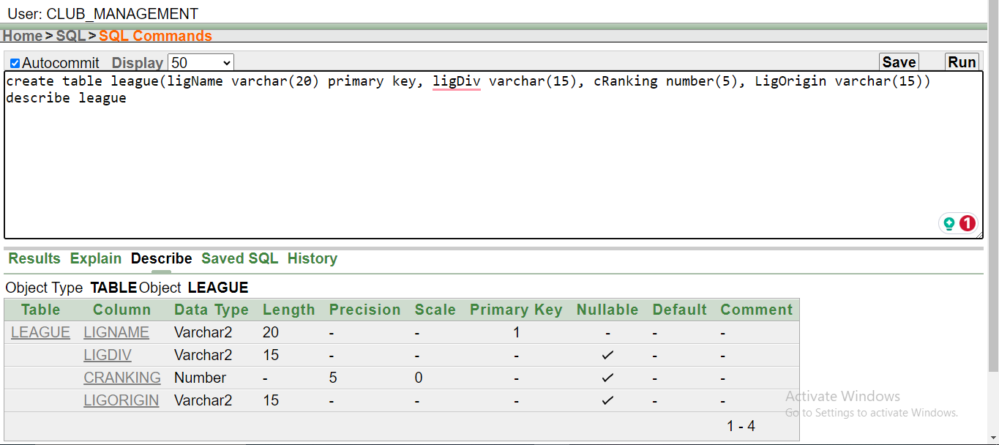 User: CLUB_MANAGEMENT
Home > SQL > SQL Commands
Autocommit Display 50 Save Run
create table league(ligName varchar(20) primary key, ligDiv varchar(15), cRanking number(5), LigOrigin varchar(15))
describe league
1
Results Explain Describe Saved SQL History
Object Type TABLE Object LEAGUE
Table Column Data Type Length Precision Scale Primary Key Nullable Default Comment
LEAGUE LIGNAME Varchar2 20 - - 1 - - -
LIGDIV Varchar2 15 - - - ✓ - -
CRANKING Number - 5 0 - ✓ - -
LIGORIGIN Varchar2 15 - - - ✓ - -
1 - 4
Activate Windows
Go to Settings to activate Windows.